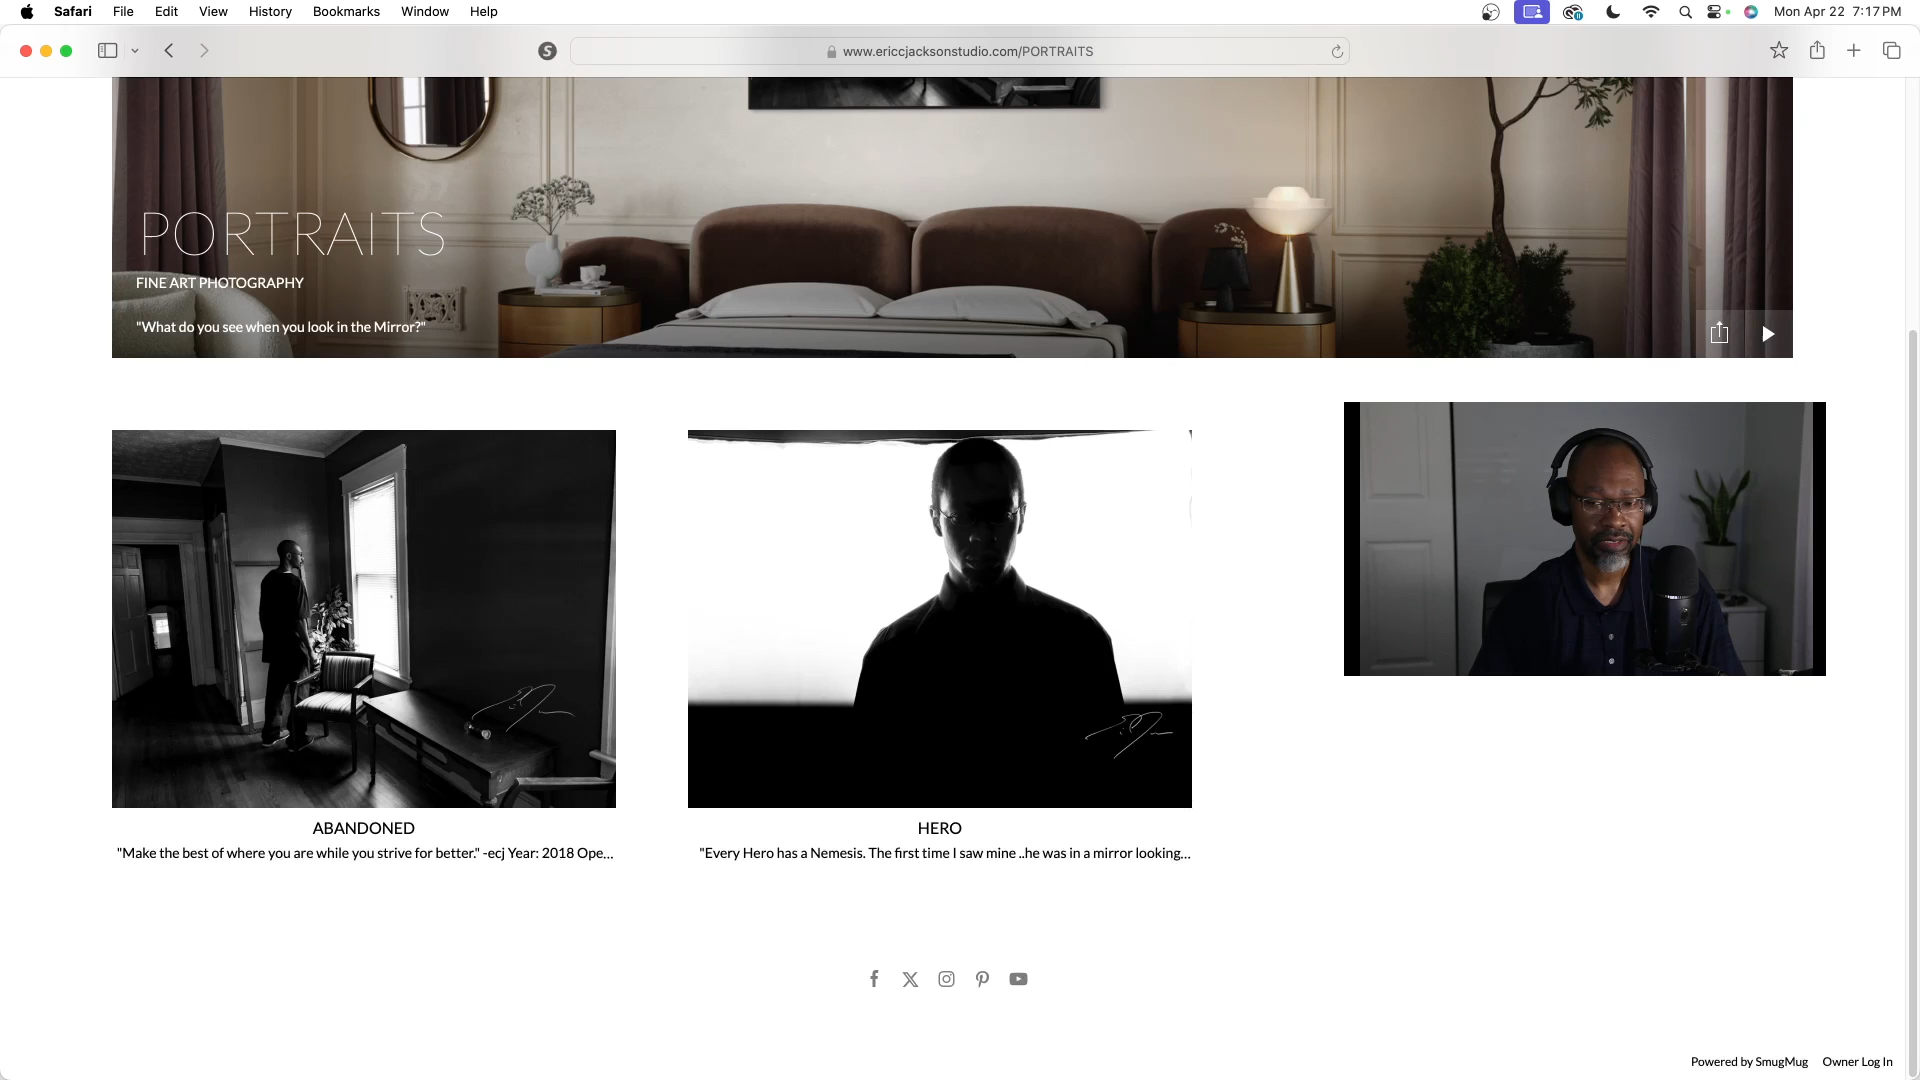 Safari File Edit View History Bookmarks Window Help Mon Apr 22 7:17 PM
www.ericcjacksonstudio.com/PORTRAITS
PORTRAITS
FINE ART PHOTOGRAPHY
"What do you see when you look in the Mirror?"
ABANDONED
"Make the best of where you are while you strive for better." -ecj Year: 2018 Ope...
HERO
"Every Hero has a Nemesis. The first time I saw mine ..he was in a mirror looking...
Powered by SmugMug Owner Log In